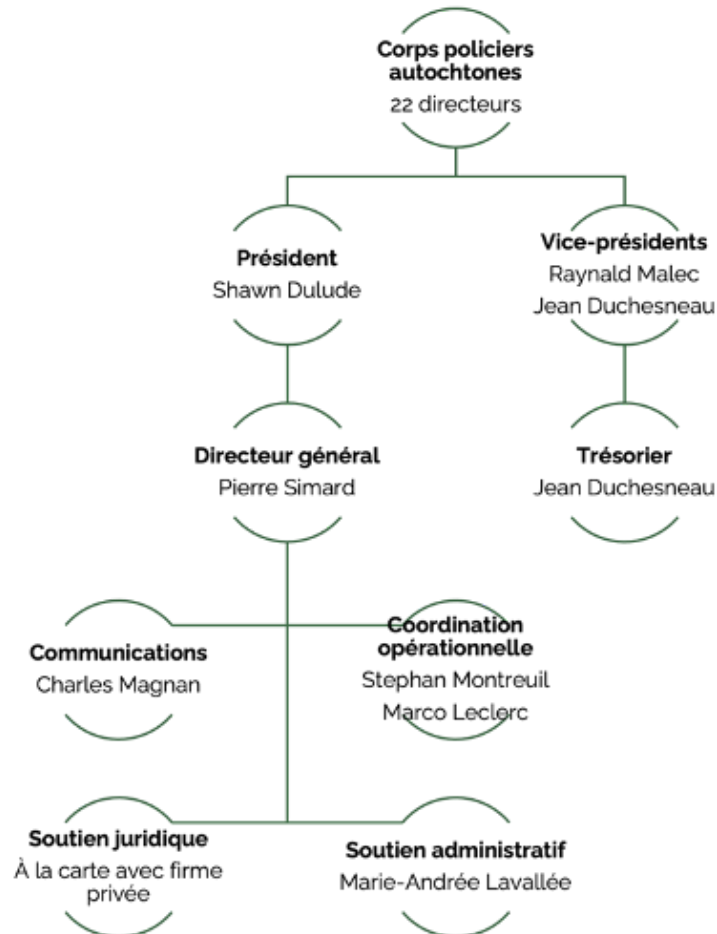 Corps policiers
autochtones
22 directeurs
Président
Shawn Dulude
Vice-présidents
Raynald Malec
Jean Duchesneau
Directeur général
Pierre Simard
Trésorier
Jean Duchesneau
Communications
Charles Magnan
Coordination
opérationnelle
Stephan Montreuil
Marco Leclerc
Soutien juridique
À la carte avec firme
privée
Soutien administratif
Marie-Andrée Lavallée